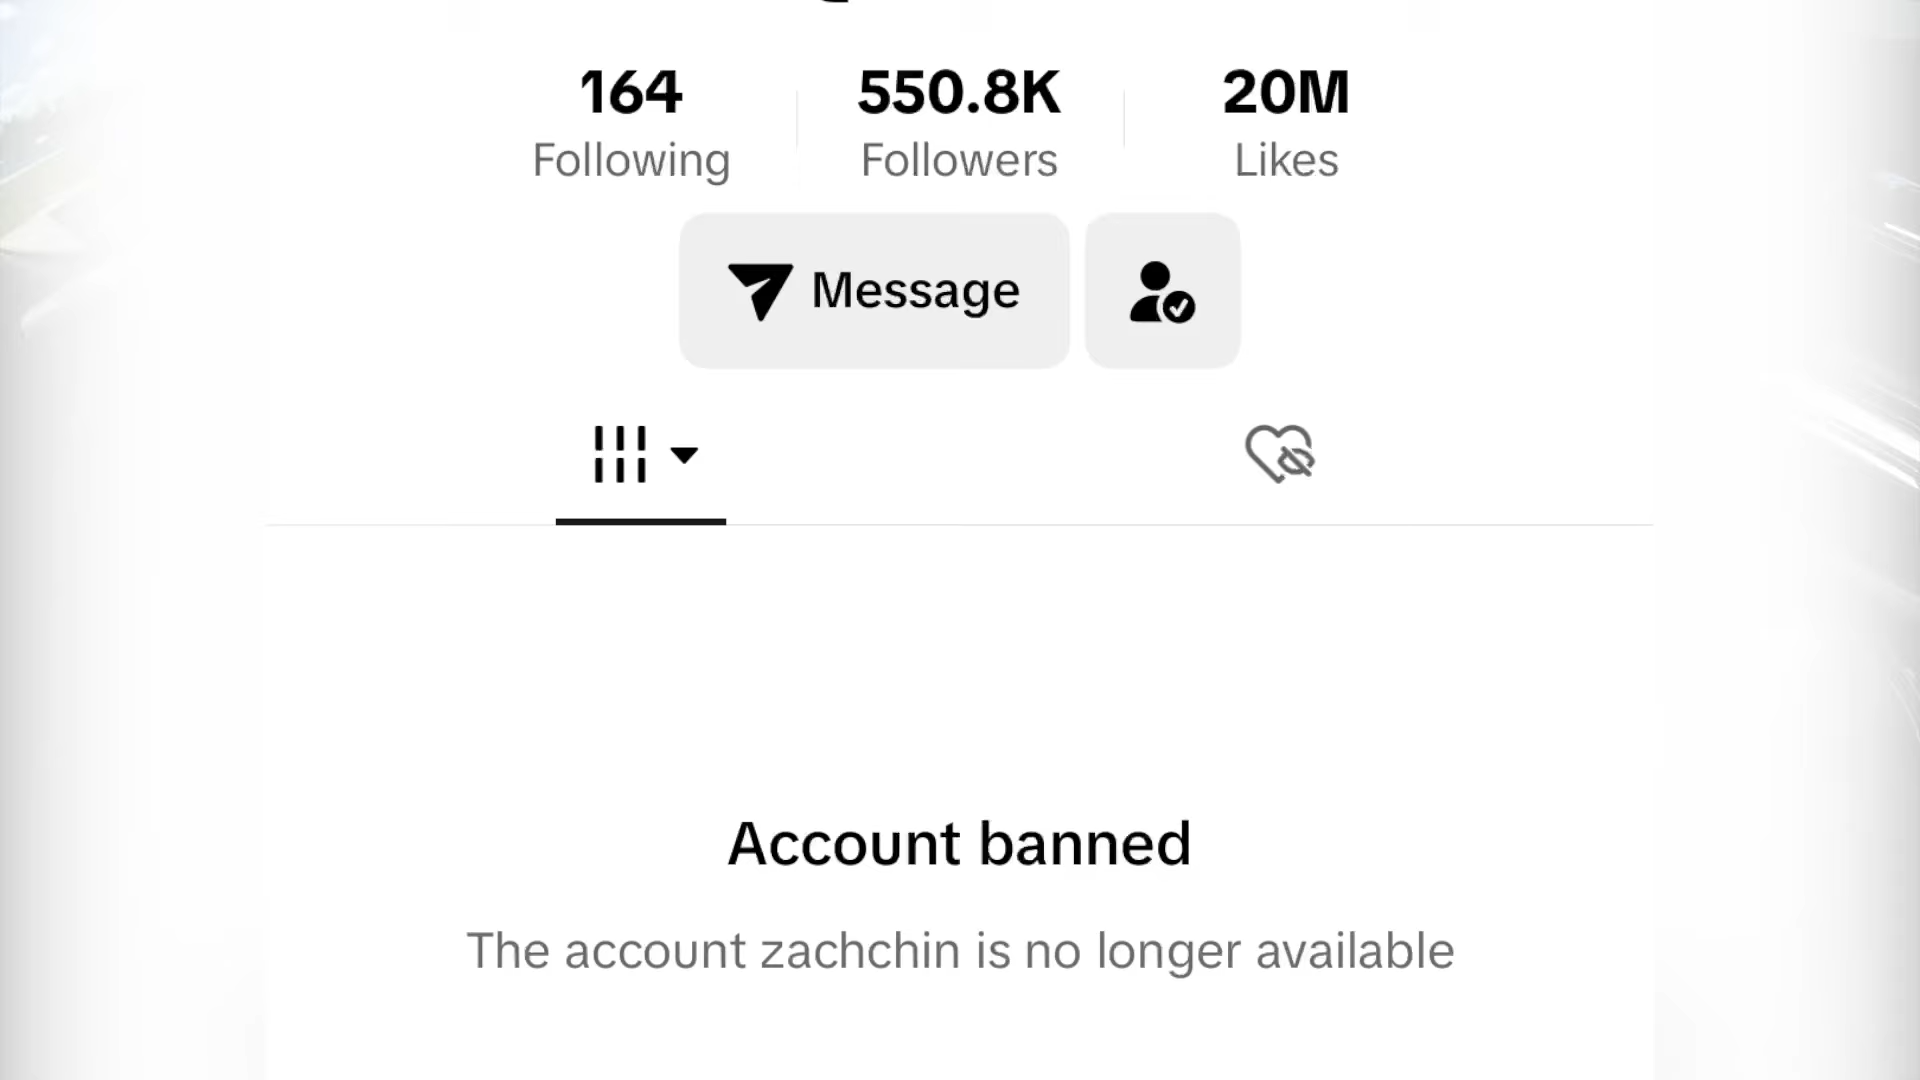 164 550.8K 20M
Following Followers Likes
Message
Account banned
The account zachchin is no longer available